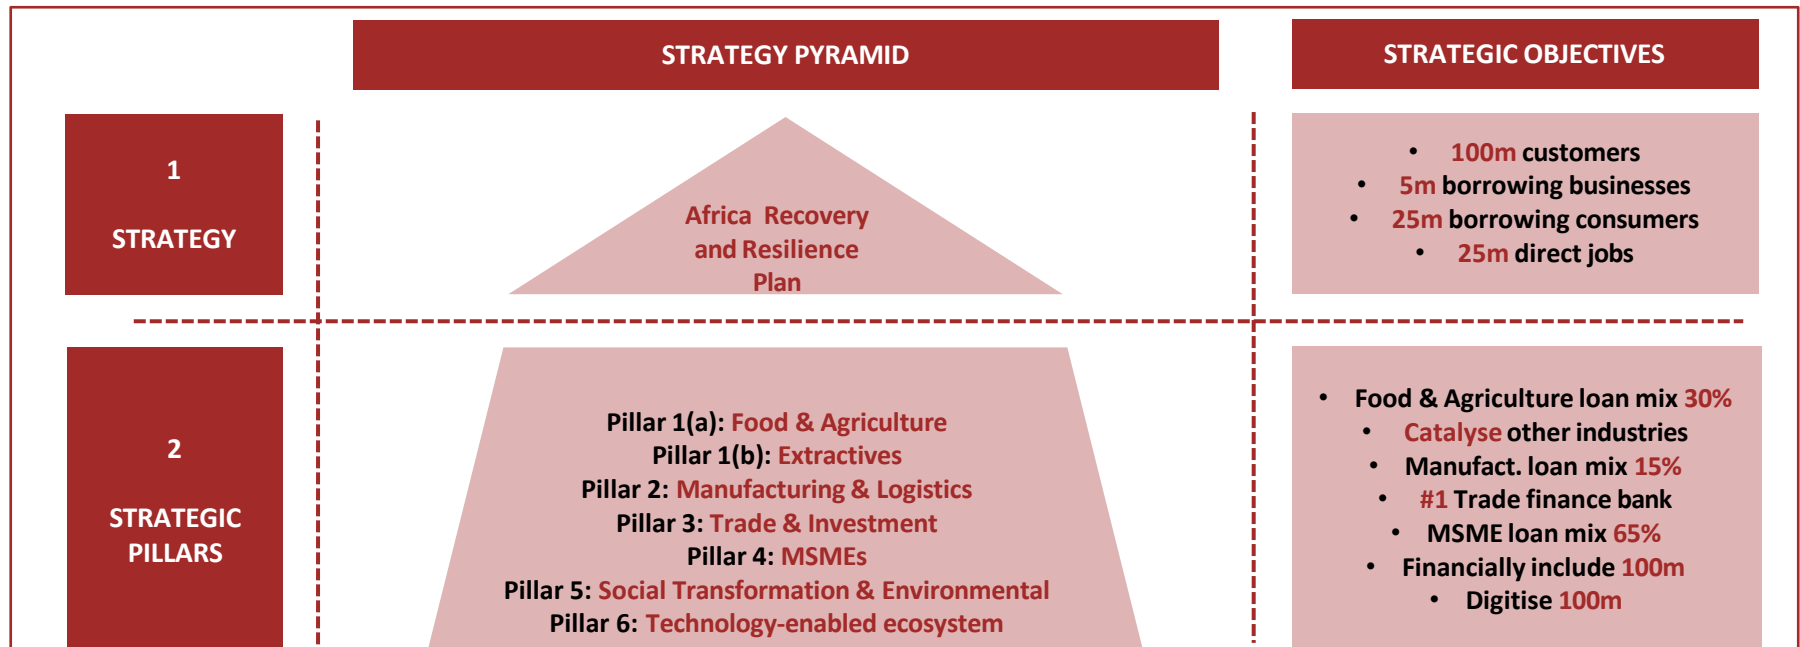 STRATEGY PYRAMID
STRATEGIC OBJECTIVES
1
STRATEGY
Africa Recovery
and Resilience
Plan
• 100m customers
• 5m borrowing businesses
• 25m borrowing consumers
• 25m direct jobs
2
STRATEGIC
PILLARS
Pillar 1(a): Food & Agriculture
Pillar 1(b): Extractives
Pillar 2: Manufacturing & Logistics
Pillar 3: Trade & Investment
Pillar 4: MSMEs
Pillar 5: Social Transformation & Environmental
Pillar 6: Technology-enabled ecosystem
• Food & Agriculture loan mix 30%
• Catalyse other industries
• Manufact. loan mix 15%
• #1 Trade finance bank
• MSME loan mix 65%
• Financially include 100m
• Digitise 100m